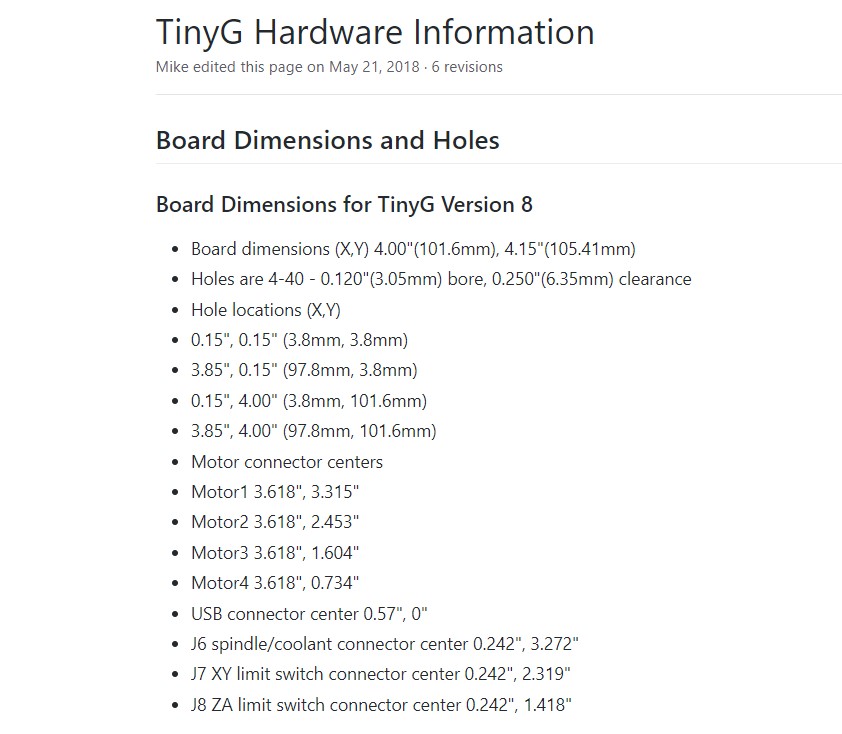 TinyG Hardware Information
Mike edited this page on May 21, 2018 · 6 revisions
Board Dimensions and Holes
Board Dimensions for TinyG Version 8
• Board dimensions (X,Y) 4.00"(101.6mm), 4.15"(105.41mm)
• Holes are 4-40 - 0.120"(3.05mm) bore, 0.250"(6.35mm) clearance
• Hole locations (X,Y)
• 0.15", 0.15" (3.8mm, 3.8mm)
• 3.85", 0.15" (97.8mm, 3.8mm)
• 0.15", 4.00" (3.8mm, 101.6mm)
• 3.85", 4.00" (97.8mm, 101.6mm)
• Motor connector centers
• Motor1 3.618", 3.315"
• Motor2 3.618", 2.453"
• Motor3 3.618", 1.604"
• Motor4 3.618", 0.734"
• USB connector center 0.57", 0"
• J6 spindle/coolant connector center 0.242", 3.272"
• J7 XY limit switch connector center 0.242", 2.319"
• J8 ZA limit switch connector center 0.242", 1.418"